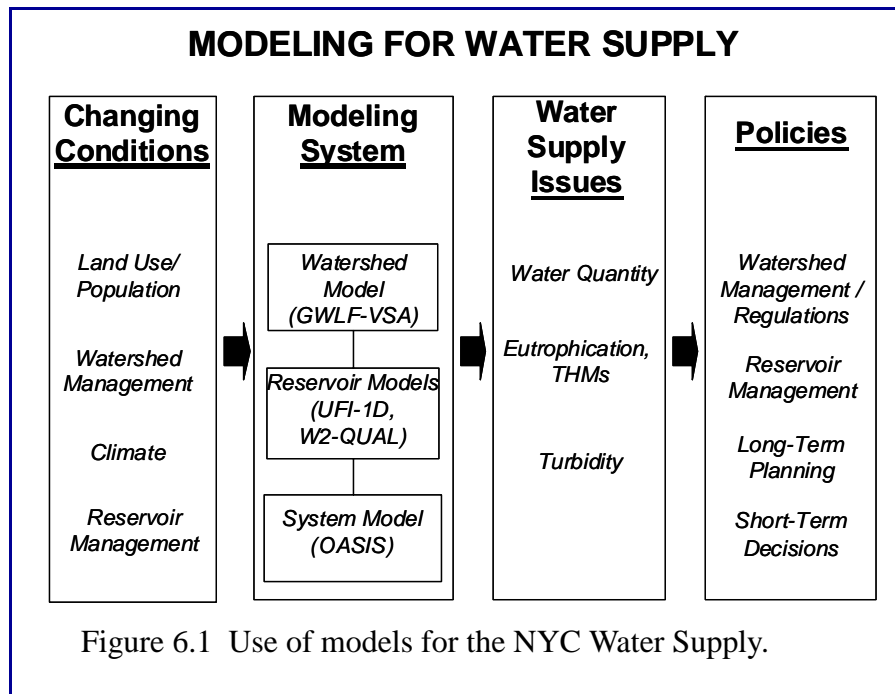 MODELING FOR WATER SUPPLY
Changing
Conditions
Land Use/
Population
Watershed
Management
Climate
Reservoir
Management
Modeling
System
Watershed
Model
(GWLF-VSA)
Reservoir Models
(UFI-1D,
W2-QUAL)
System Model
(OASIS)
Water
Supply
Issues
Water Quantity
Eutrophication,
THMs
Turbidity
Policies
Watershed
Management /
Regulations
Reservoir
Management
Long-Term
Planning
Short-Term
Decisions
Figure 6.1 Use of models for the NYC Water Supply.